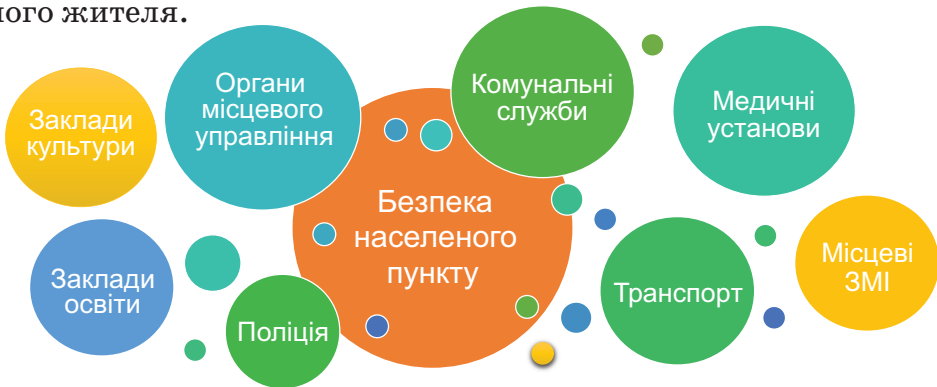 ного жителя.
Заклади
культури
Органи
місцевого
управління
Комунальні
служби
Медичні
установи
Безпека
населеного
пункту
Заклади
освіти
Поліція
Транспорт
Місцеві
ЗМІ